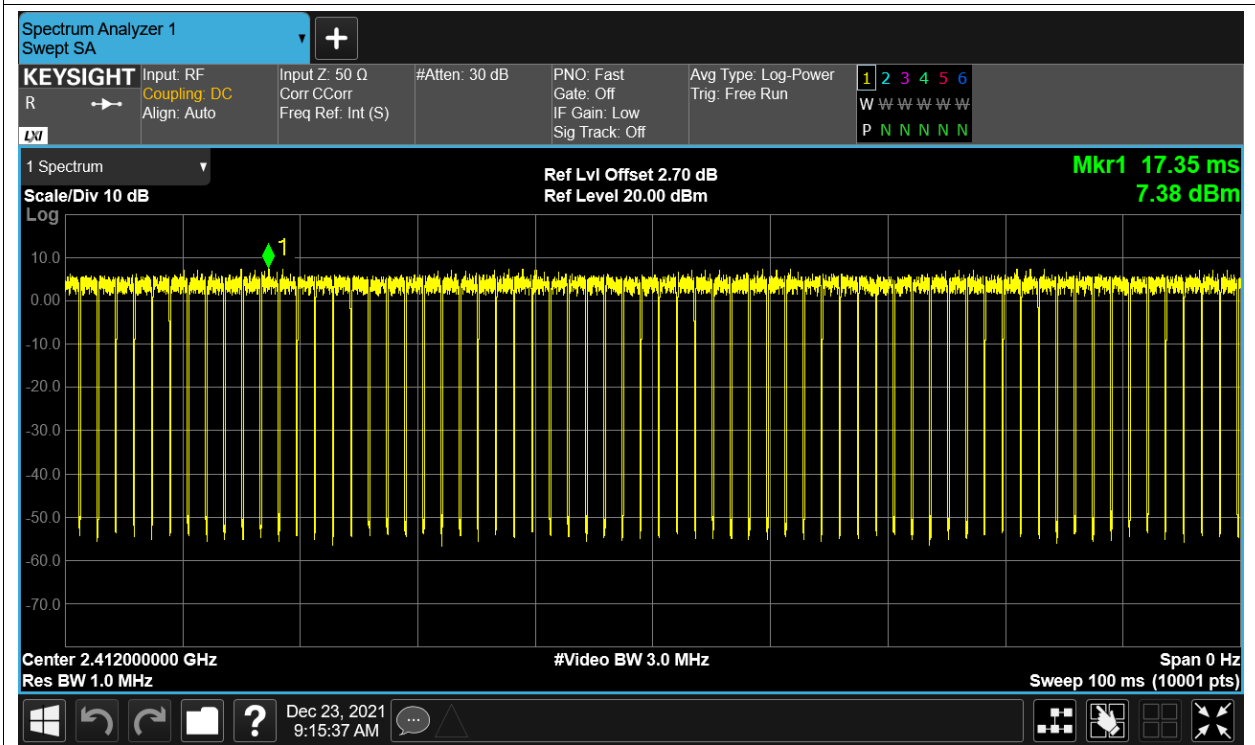 Spectrum Analyzer 1
Swept SA
+
KEYSIGHT
R
LXI
Input: RF
Coupling: DC
Align: Auto
Input Z: 50 Ω
Corr CCorr
Freq Ref: Int (S)
#Atten: 30 dB
PNO: Fast
Gate: Off
IF Gain: Low
Sig Track: Off
Avg Type: Log-Power
Trig: Free Run
1 2 3 4 5 6
W W W W W W
P N N N N N
1 Spectrum
Scale/Div 10 dB
Log
Ref Lvl Offset 2.70 dB
Ref Level 20.00 dBm
Mkr1 17.35 ms
7.38 dBm
1
10.0
0.00
-10.0
-20.0
-30.0
-40.0
-50.0
-60.0
-70.0
Center 2.412000000 GHz
Res BW 1.0 MHz
#Video BW 3.0 MHz
Span 0 Hz
Sweep 100 ms (10001 pts)
?
Dec 23, 2021
9:15:37 AM